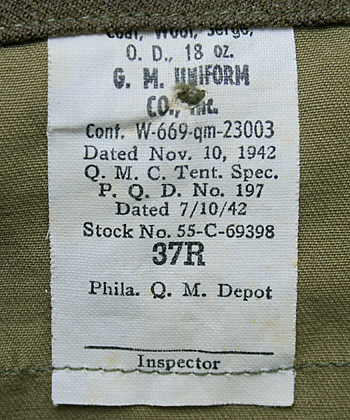 Coat, Wool, Serge,
O. D., 18 oz.
G. M. UNIFORM
CO., Inc.
Conf. W-669-qm-23003
Dated Nov. 10, 1942
Q. M. C. Tent. Spec.
P. Q. D. No. 197
Dated 7/10/42
Stock No. 55-C-69398
37R
Phila. Q. M. Depot
Inspector